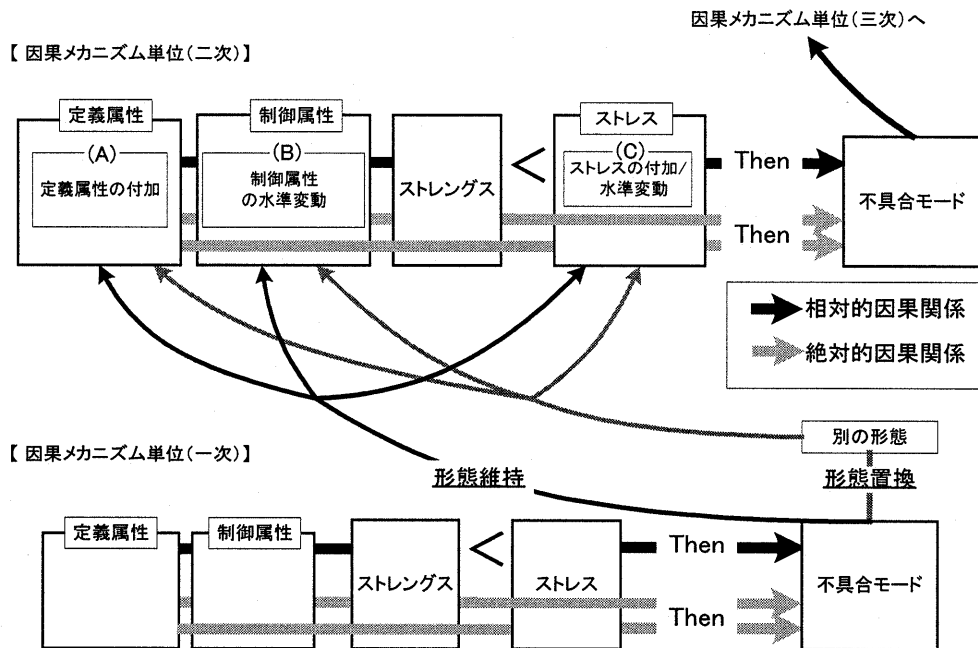 因果メカニズム単位(三次)へ
【 因果メカニズム単位(二次)】
定義属性
制御属性
ストレス
(A)
(B)
(C)
定義属性の付加
制御属性
の水準変動
ストレングス
<
ストレスの付加/
水準変動
Then
Then
不具合モード
相対的因果関係
絶対的因果関係
別の形態
【 因果メカニズム単位(一次)】
形態維持
形態置換
定義属性
制御属性
ストレングス
<
ストレス
Then
Then
不具合モード